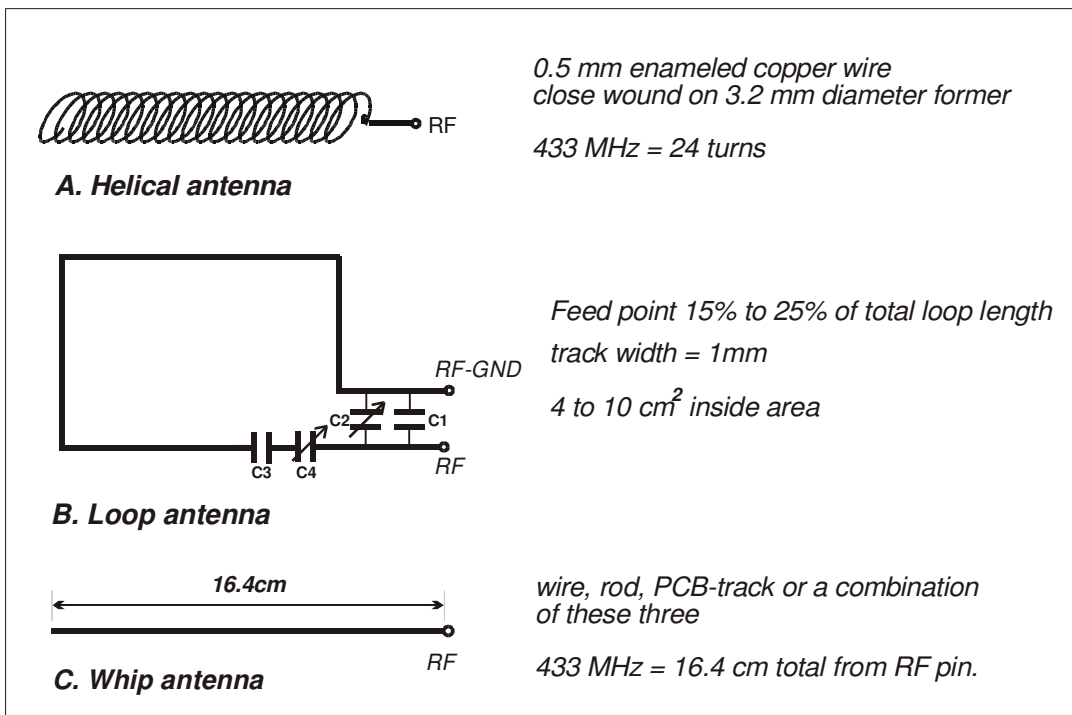 0.5 mm enameled copper wire
close wound on 3.2 mm diameter former
RF
433 MHz = 24 turns
A. Helical antenna
Feed point 15% to 25% of total loop length
track width = 1mm
RF-GND
4 to 10 cm² inside area
C2
C1
C3
C4
RF
B. Loop antenna
16.4cm
wire, rod, PCB-track or a combination
of these three
RF
433 MHz = 16.4 cm total from RF pin.
C. Whip antenna